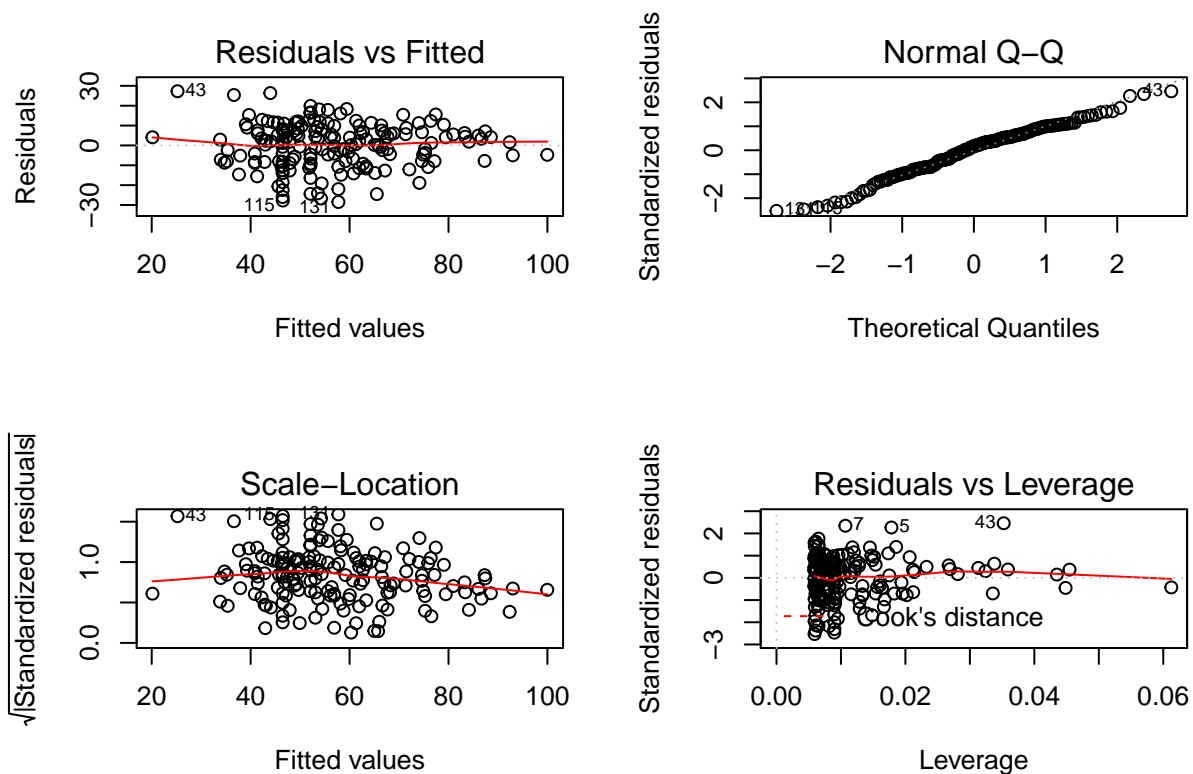 Residuals vs Fitted
Residuals
30
0
−30
43
115
131
20 40 60 80 100
Fitted values
Normal Q−Q
Standardized residuals
2
0
−2
43
−2 −1 0 1 2
Theoretical Quantiles
Scale−Location
√|Standardized residuals|
1.0
0.0
43
115
131
20 40 60 80 100
Fitted values
Residuals vs Leverage
Standardized residuals
2
0
−3
7
5
43
Cook's distance
0.00 0.02 0.04 0.06
Leverage